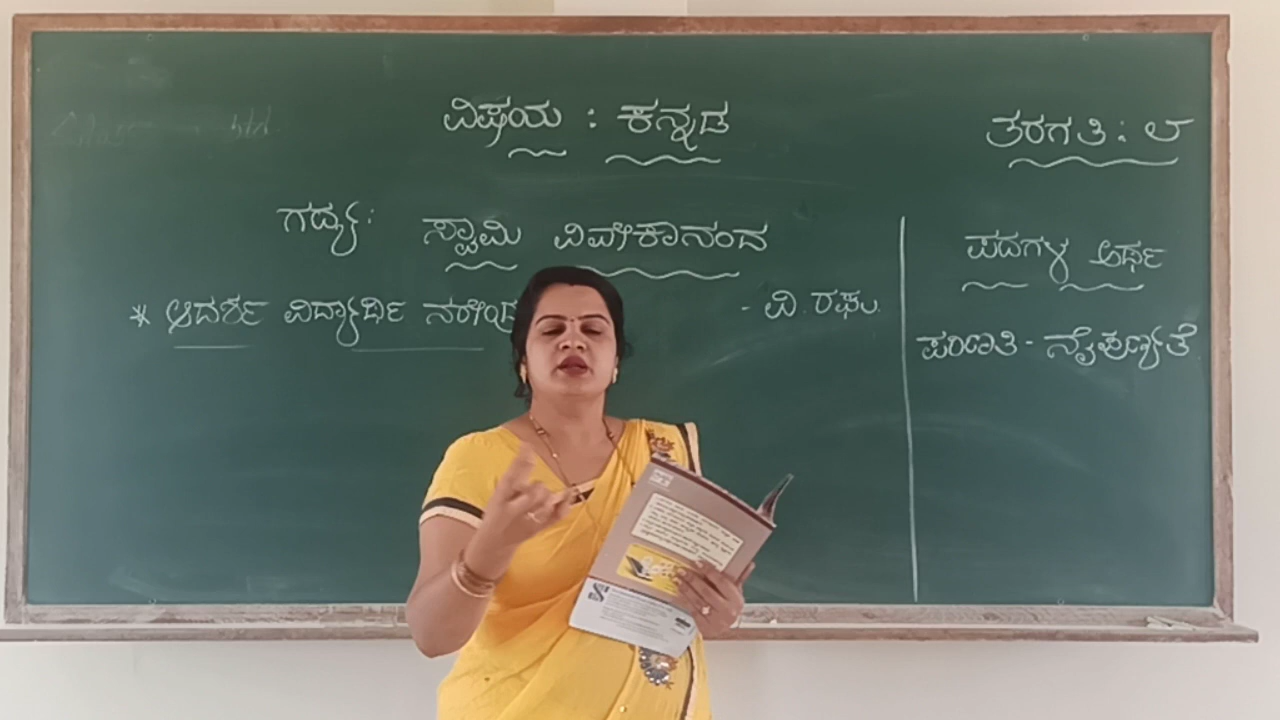 ವಿಷಯ : ಕನ್ನಡ
ತರಗತಿ : ೮
ಗದ್ಯ : ಸ್ವಾಮಿ ವಿವೇಕಾನಂದ
* ಆದರ್ಶ ವಿದ್ಯಾರ್ಥಿ ನರೇಂದ್ರ
- ವಿ. ರಘು.
ಪದಗಳ ಅರ್ಥ
ಪರಿಣತಿ - ನೈಪುಣ್ಯತೆ